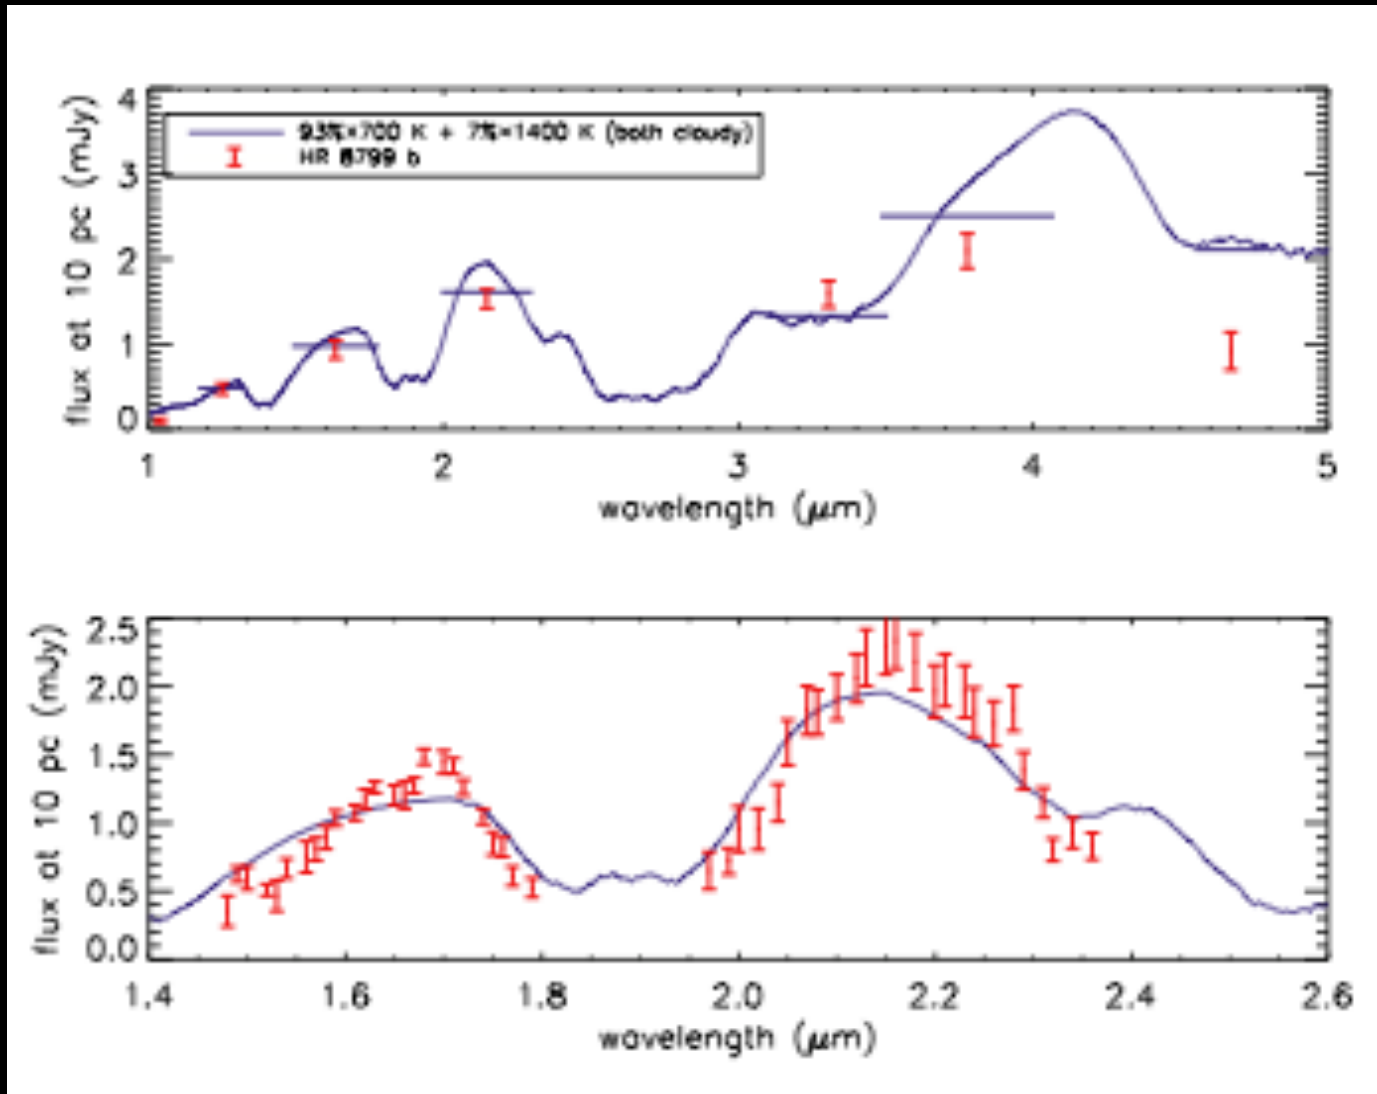 93%×700 K + 7%×1400 K (both cloudy)
HR 8799 b
flux at 10 pc (mJy)
4
3
2
1
0
1 2 3 4 5
wavelength (μm)
flux at 10 pc (mJy)
2.5
2.0
1.5
1.0
0.5
0.0
1.4 1.6 1.8 2.0 2.2 2.4 2.6
wavelength (μm)